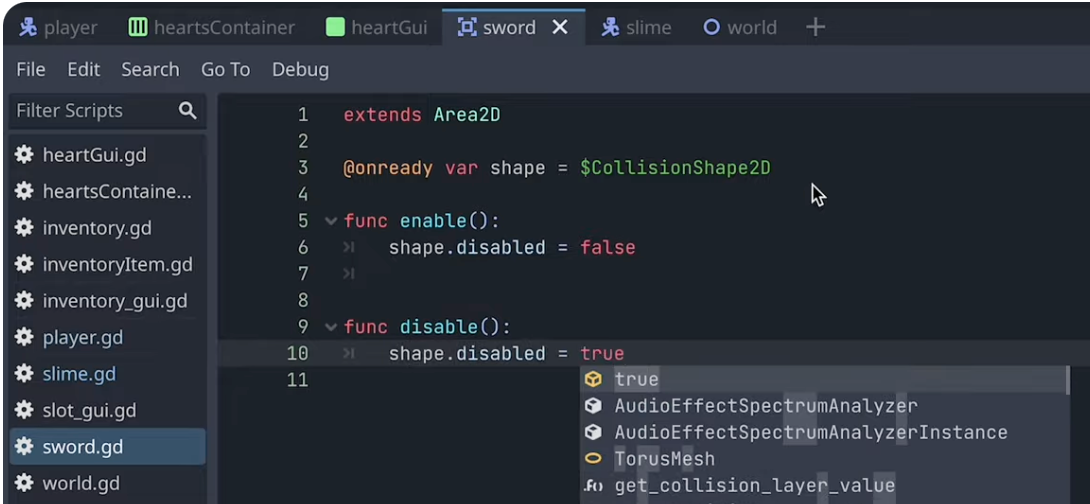 player heartsContainer heartGui sword slime world
File Edit Search Go To Debug
Filter Scripts
heartGui.gd
heartsContaine...
inventory.gd
inventoryItem.gd
inventory_gui.gd
player.gd
slime.gd
slot_gui.gd
sword.gd
world.gd
1 extends Area2D
2
3 @onready var shape = $CollisionShape2D
4
5 func enable():
6 shape.disabled = false
7
8
9 func disable():
10 shape.disabled = true
11
true
AudioEffectSpectrumAnalyzer
AudioEffectSpectrumAnalyzerInstance
TorusMesh
get_collision_layer_value